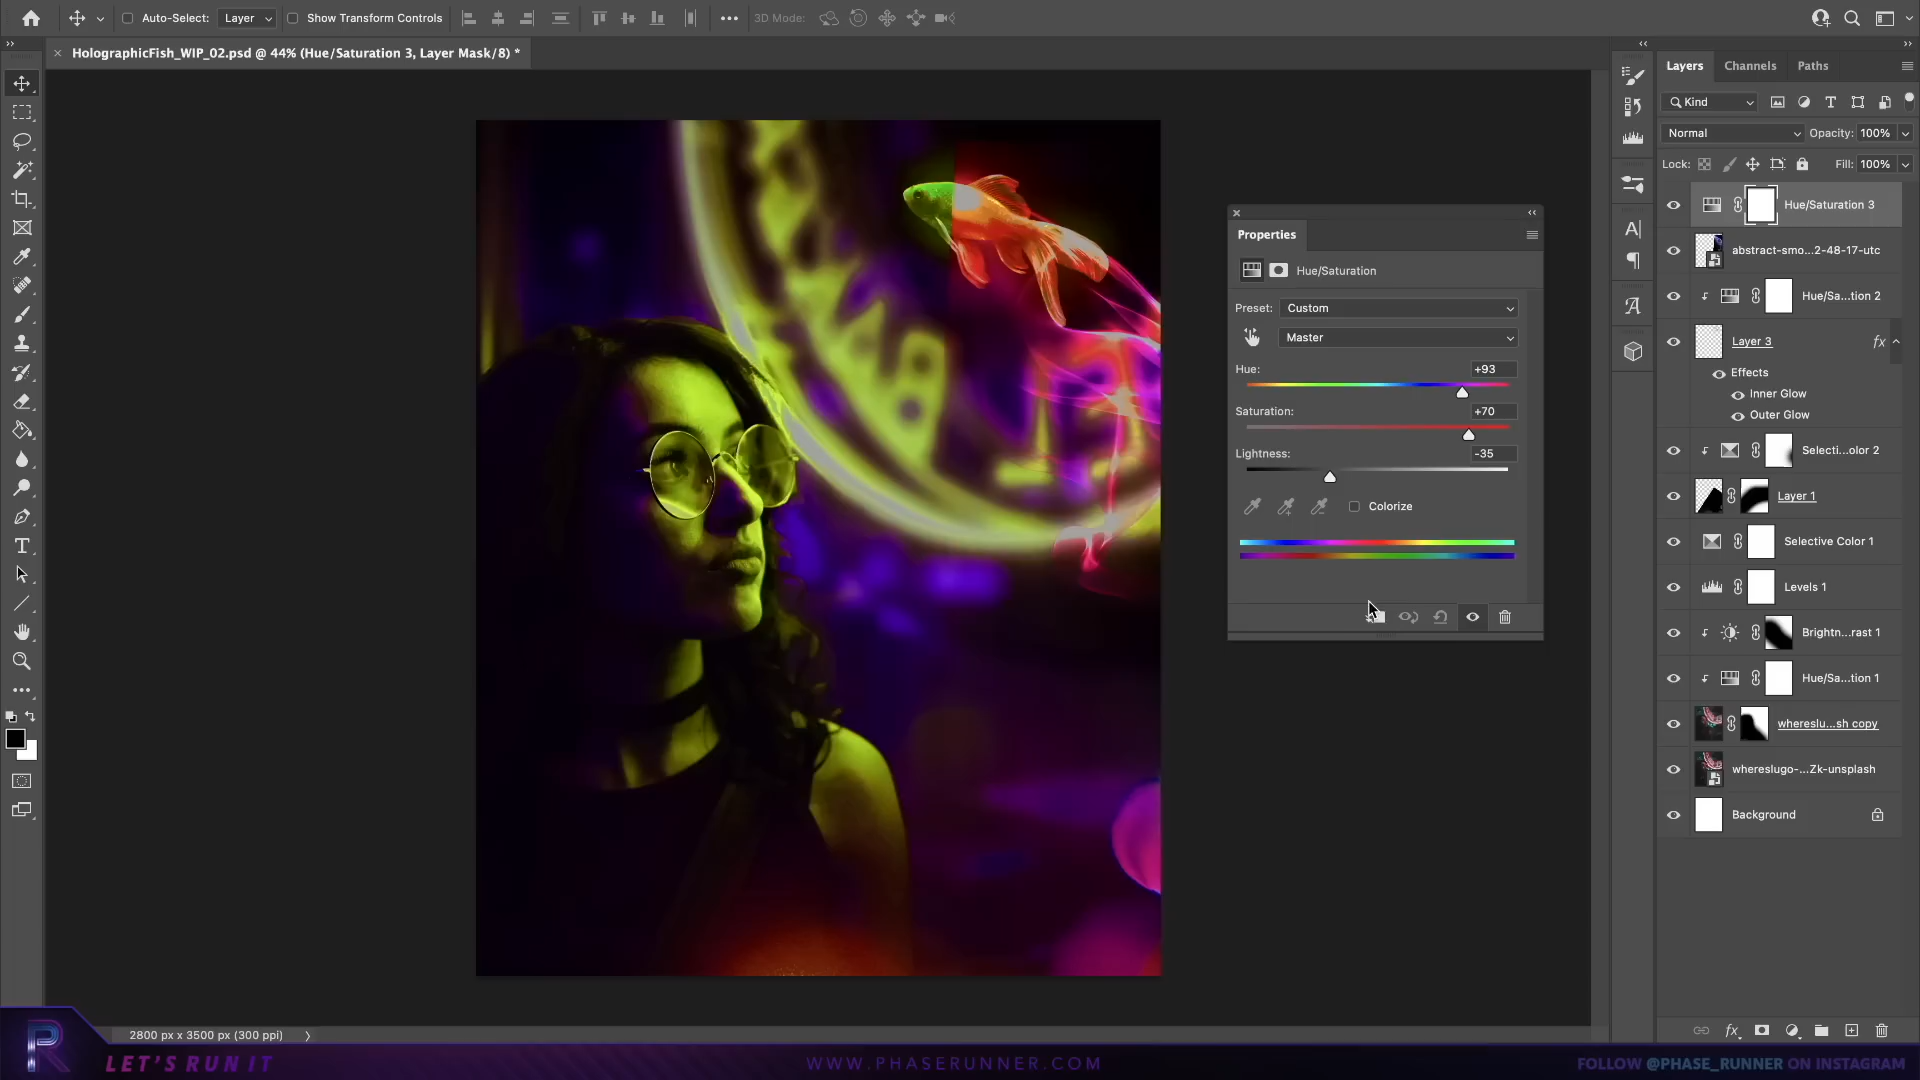 Auto-Select:
Layer
Show Transform Controls
3D Mode:
HolographicFish_WIP_02.psd @ 44% (Hue/Saturation 3, Layer Mask/8) *
Layers
Channels
Paths
Kind
Normal
Opacity:
100%
Lock:
Fill:
100%
Hue/Saturation 3
abstract-smo...2-48-17-utc
Hue/Sa...tion 2
Layer 3
fx
Effects
Inner Glow
Outer Glow
Selecti...olor 2
Layer 1
Selective Color 1
Levels 1
Brightn...rast 1
Hue/Sa...tion 1
whereslu...sh copy
whereslugo-...Zk-unsplash
Background
Properties
Hue/Saturation
Preset:
Custom
Master
Hue:
+93
Saturation:
+70
Lightness:
-35
Colorize
2800 px x 3500 px (300 ppi)
fx
R
LET'S RUN IT
WWW.PHASERUNNER.COM
FOLLOW @PHASE_RUNNER ON INSTAGRAM